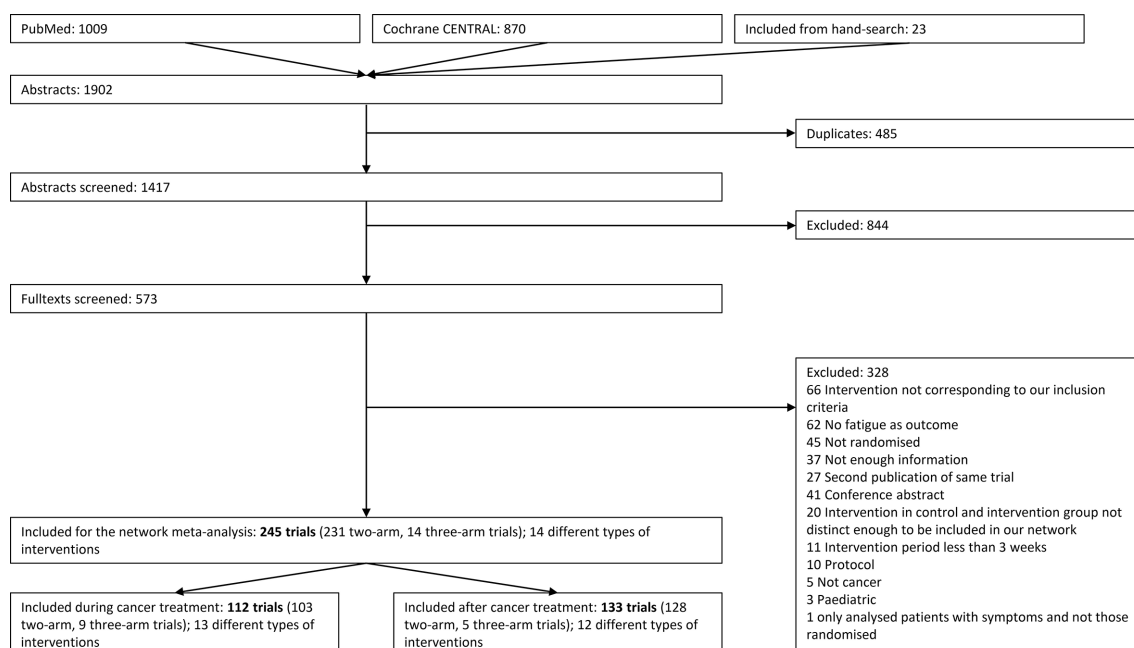 PubMed: 1009
Cochrane CENTRAL: 870
Included from hand-search: 23
Abstracts: 1902
Duplicates: 485
Abstracts screened: 1417
Excluded: 844
Fulltexts screened: 573
Excluded: 328
66 Intervention not corresponding to our inclusion
criteria
62 No fatigue as outcome
45 Not randomised
37 Not enough information
27 Second publication of same trial
41 Conference abstract
20 Intervention in control and intervention group not
distinct enough to be included in our network
11 Intervention period less than 3 weeks
10 Protocol
5 Not cancer
3 Paediatric
1 only analysed patients with symptoms and not those
randomised
Included for the network meta-analysis: 245 trials (231 two-arm, 14 three-arm trials); 14 different types of
interventions
Included during cancer treatment: 112 trials (103
two-arm, 9 three-arm trials); 13 different types of
interventions
Included after cancer treatment: 133 trials (128
two-arm, 5 three-arm trials); 12 different types of
interventions